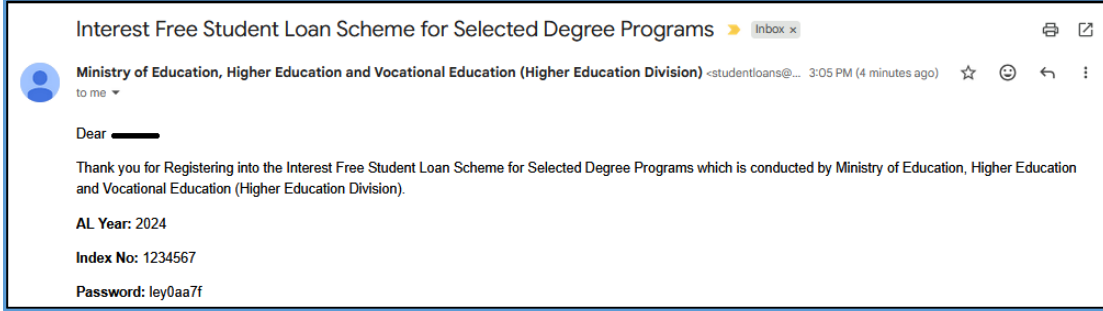 Interest Free Student Loan Scheme for Selected Degree Programs Inbox x
Ministry of Education, Higher Education and Vocational Education (Higher Education Division) <studentloans@... 3:05 PM (4 minutes ago)
to me
Dear
Thank you for Registering into the Interest Free Student Loan Scheme for Selected Degree Programs which is conducted by Ministry of Education, Higher Education
and Vocational Education (Higher Education Division).
AL Year: 2024
Index No: 1234567
Password: ley0aa7f